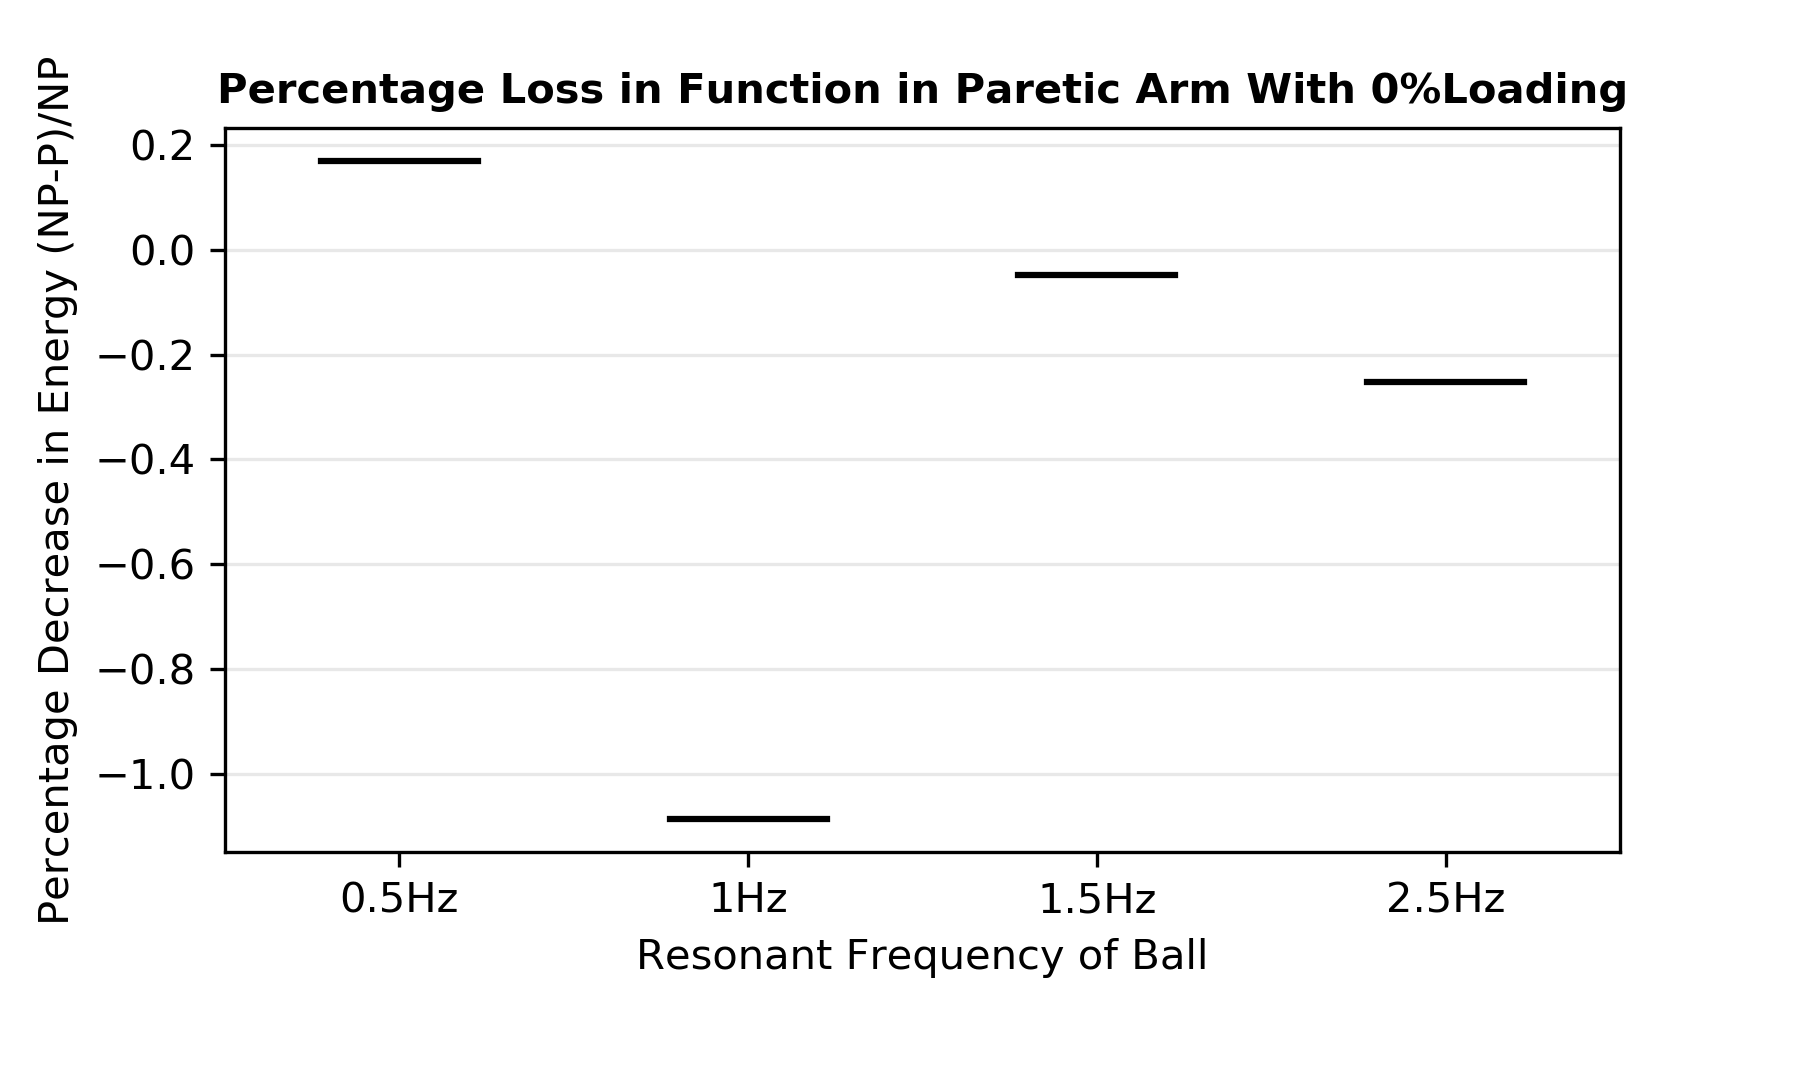 Percentage Loss in Function in Paretic Arm With 0%Loading
Percentage Decrease in Energy (NP-P)/NP
0.2
0.0
−0.2
−0.4
−0.6
−0.8
−1.0
0.5Hz 1Hz 1.5Hz 2.5Hz
Resonant Frequency of Ball